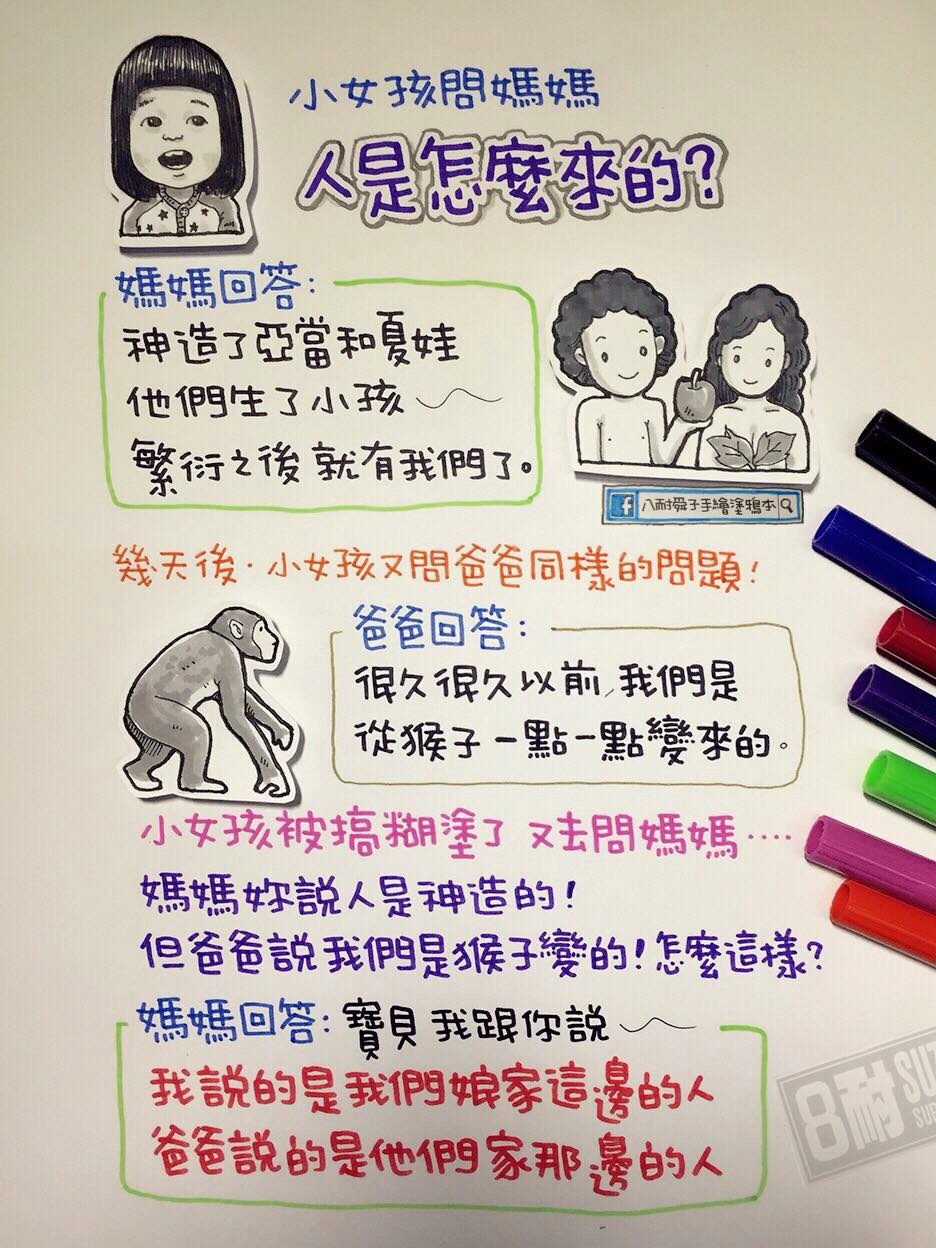 小女孩問媽媽
人是怎麼來的?
媽媽回答:
神造了亞當和夏娃
他們生了小孩～
繁衍之後就有我們了。
八耐舜子手繪塗鴉本
幾天後.小女孩又問爸爸同樣的問題!
爸爸回答:
很久很久以前,我們是
從猴子一點一點變來的。
小女孩被搞糊塗了 又去問媽媽....
媽媽妳說人是神造的!
但爸爸說我們是猴子變的!怎麼這樣?
媽媽回答:寶貝我跟你說～
我說的是我們娘家這邊的人
爸爸說的是他們家那邊的人
8耐